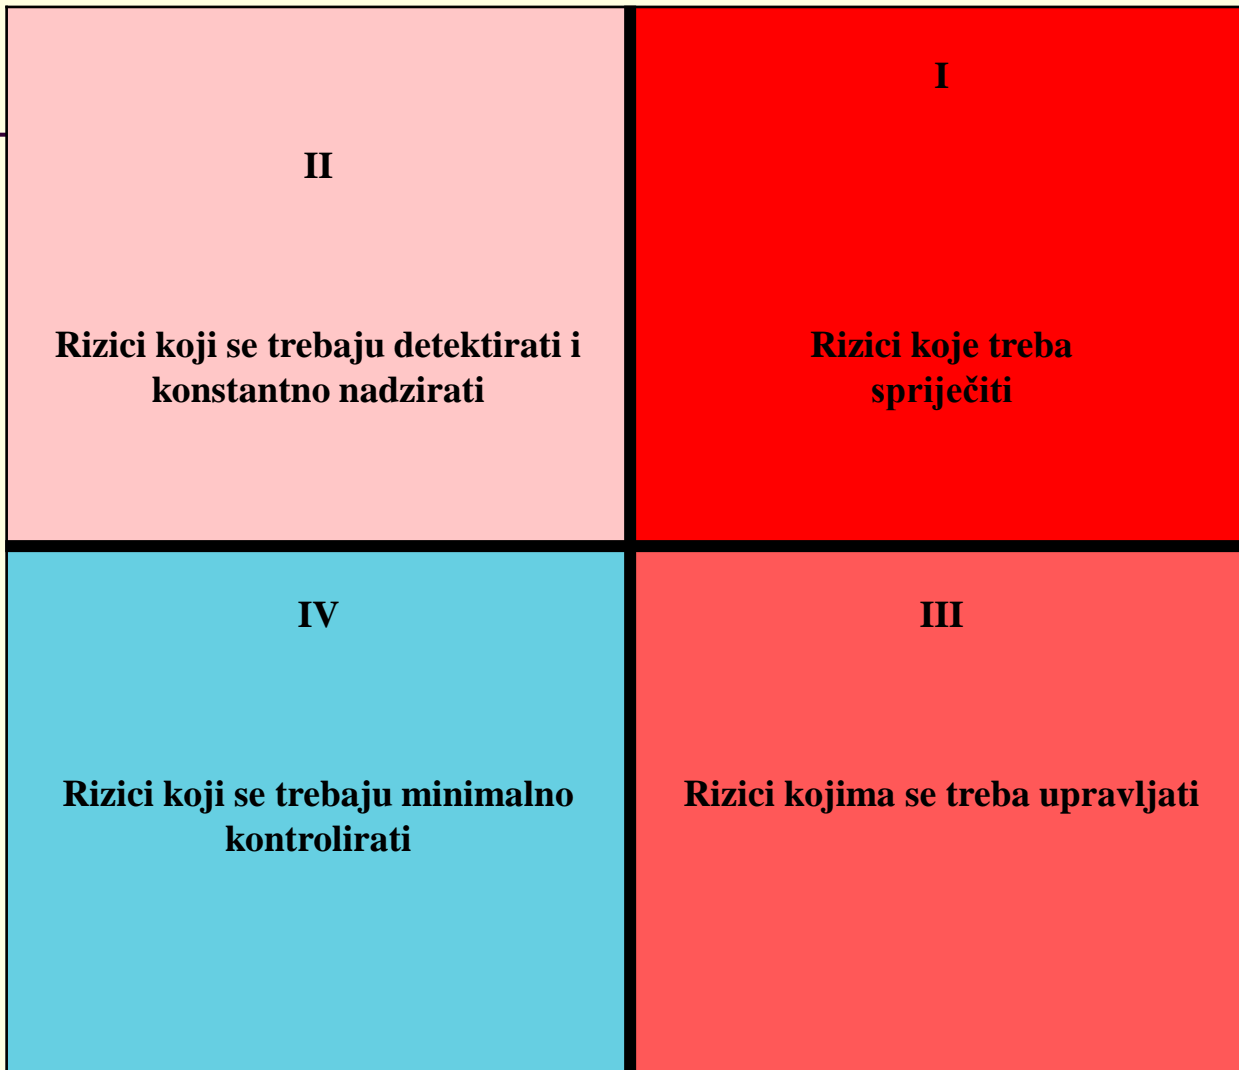 II
Rizici koji se trebaju detektirati i
konstantno nadzirati
I
Rizici koje treba
spriječiti
IV
Rizici koji se trebaju minimalno
kontrolirati
III
Rizici kojima se treba upravljati